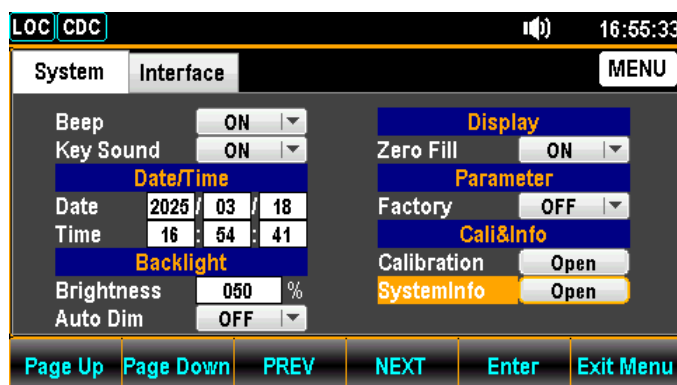 LOC CDC 16:55:33
System Interface MENU
Beep ON
Key Sound ON
Date/Time
Date 2025 / 03 / 18
Time 16 : 54 : 41
Backlight
Brightness 050 %
Auto Dim OFF
Display
Zero Fill ON
Parameter
Factory OFF
Cali&Info
Calibration Open
SystemInfo Open
Page Up Page Down PREV NEXT Enter Exit Menu